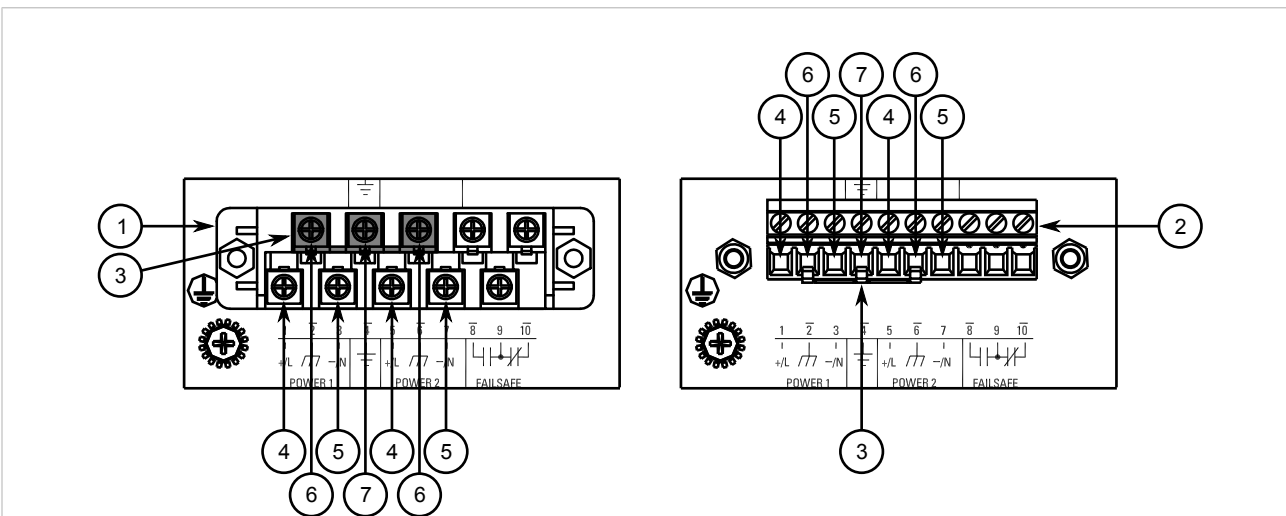 6 7 6
4 5 4 5
1
2
3
1 2 3 4 5 6 7 8 9 10
+/L -/N +/L -/N
POWER 1 POWER 2 FAILSAFE
1 2 3 4 5 6 7 8 9 10
+/L -/N +/L -/N
POWER 1 POWER 2 FAILSAFE
4 5 4 5
3
6 7 6